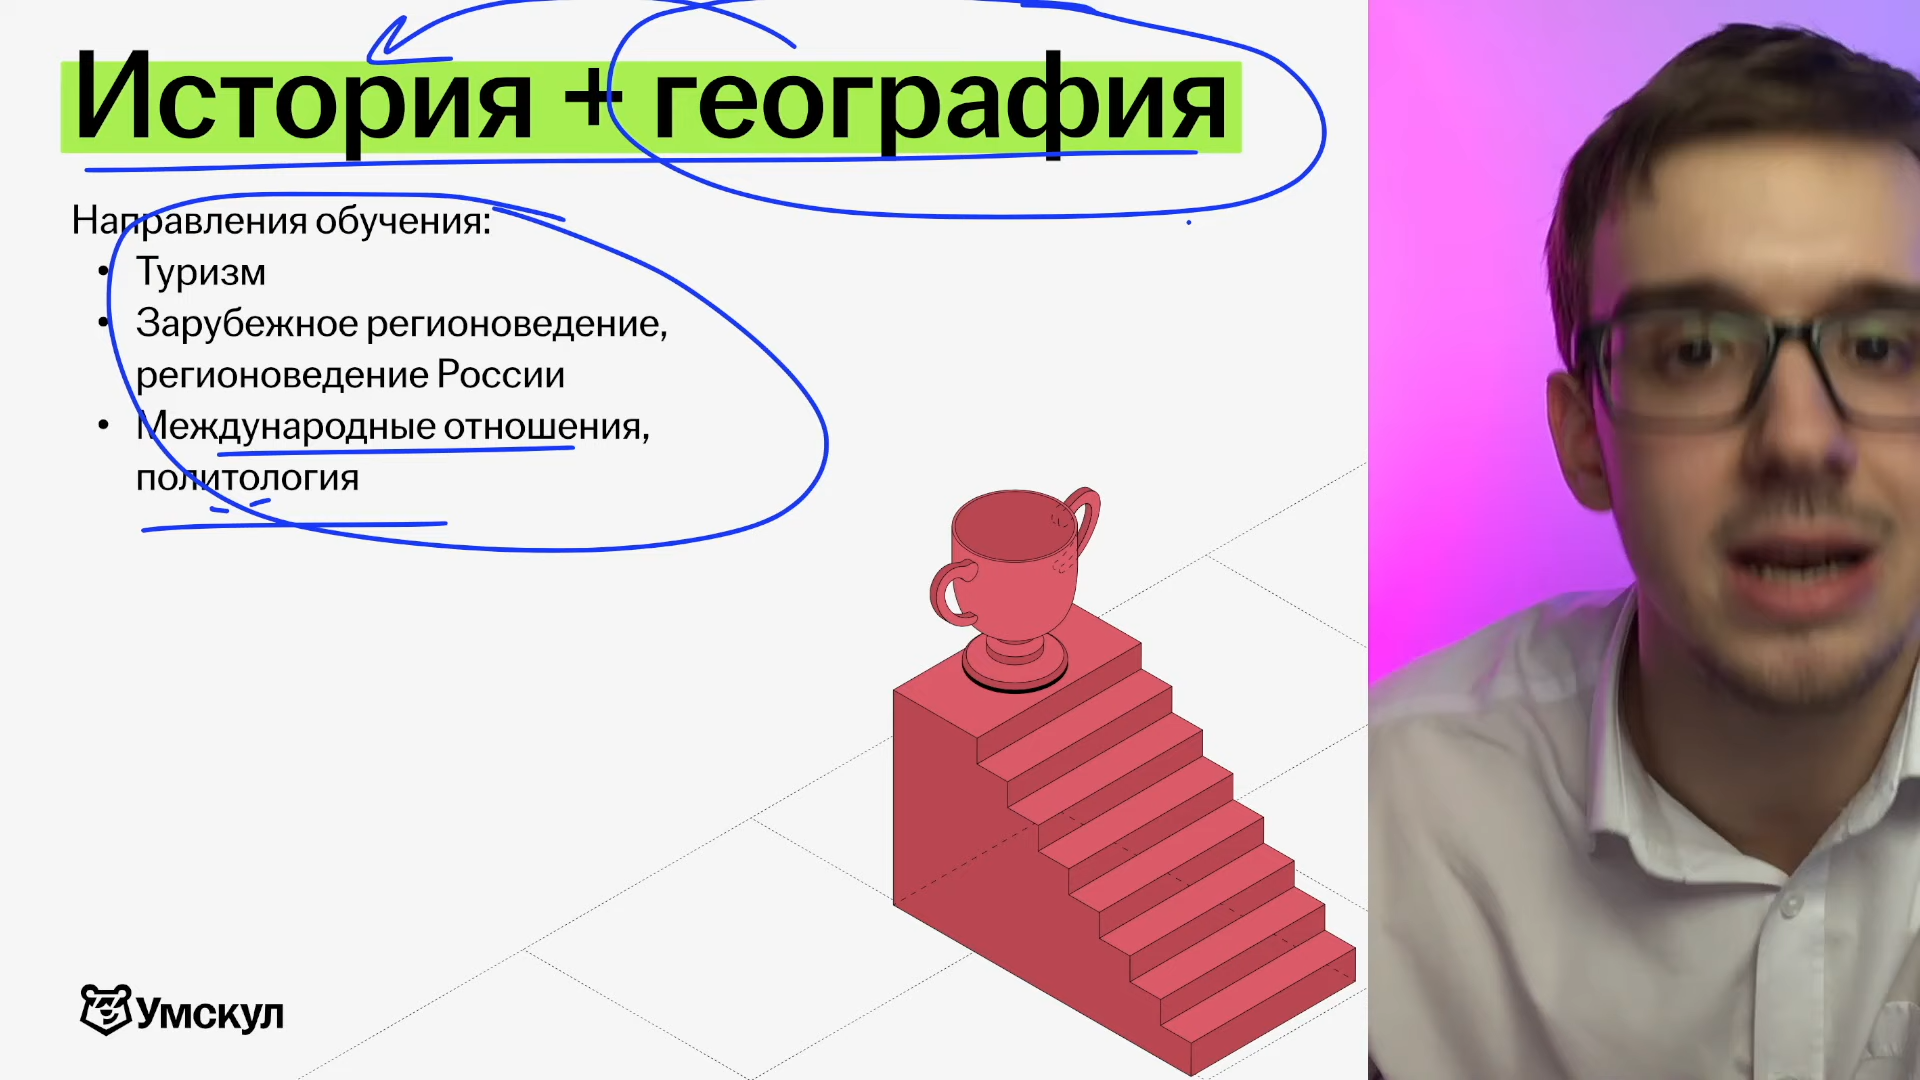 История + география
Направления обучения:
• Туризм
• Зарубежное регионоведение,
регионоведение России
• Международные отношения,
политология
Умскул